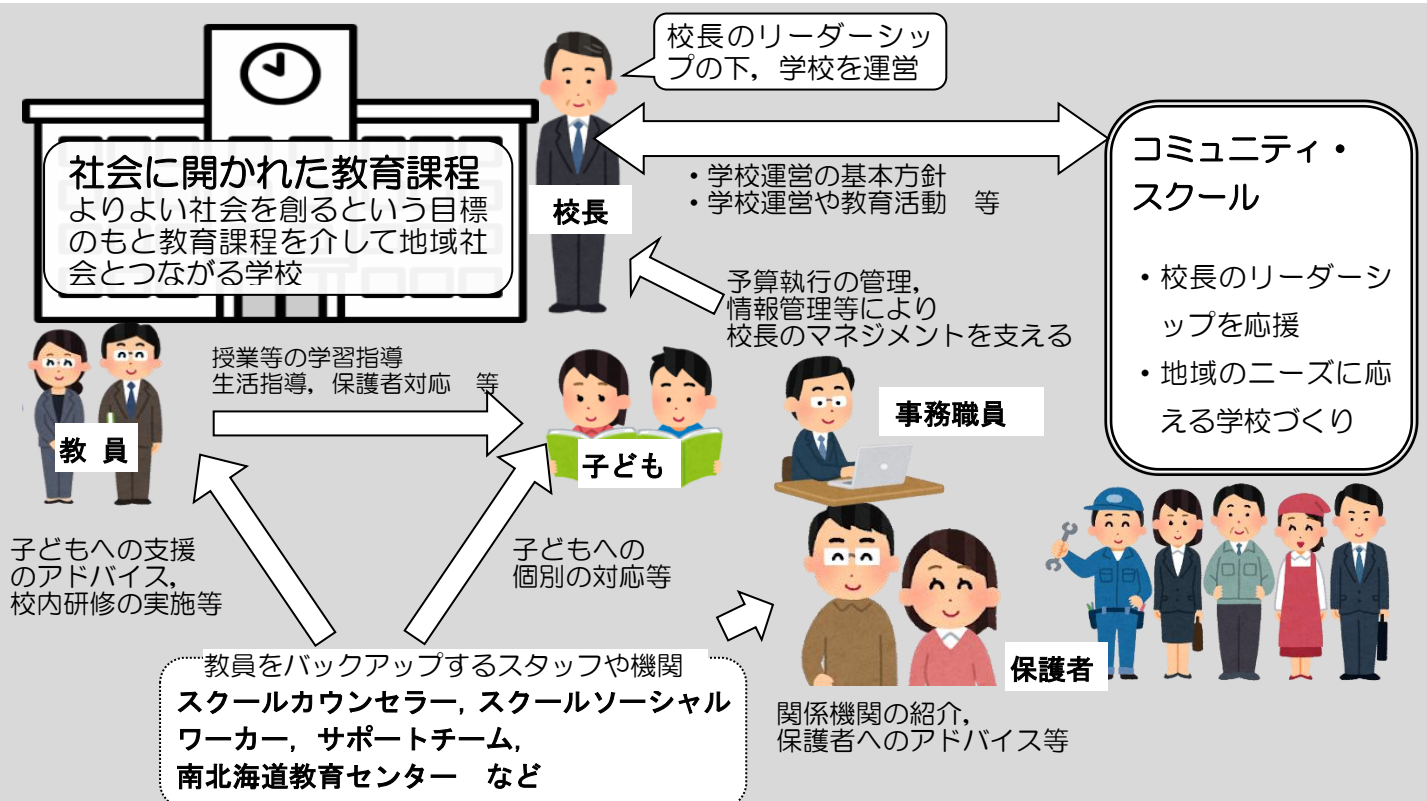 校長のリーダーシッ
プの下，学校を運営
社会に開かれた教育課程
よりよい社会を創るという目標
のもと教育課程を介して地域社
会とつながる学校
校長
・学校運営の基本方針
・学校運営や教育活動　等
コミュニティ・
スクール
・校長のリーダーシ
ップを応援
・地域のニーズに応
える学校づくり
予算執行の管理，
情報管理等により
校長のマネジメントを支える
授業等の学習指導
生活指導，保護者対応　等
教 員
子ども
事務職員
子どもへの支援
のアドバイス，
校内研修の実施等
子どもへの
個別の対応等
教員をバックアップするスタッフや機関
スクールカウンセラー，スクールソーシャル
ワーカー，サポートチーム，
南北海道教育センター　など
保護者
関係機関の紹介，
保護者へのアドバイス等